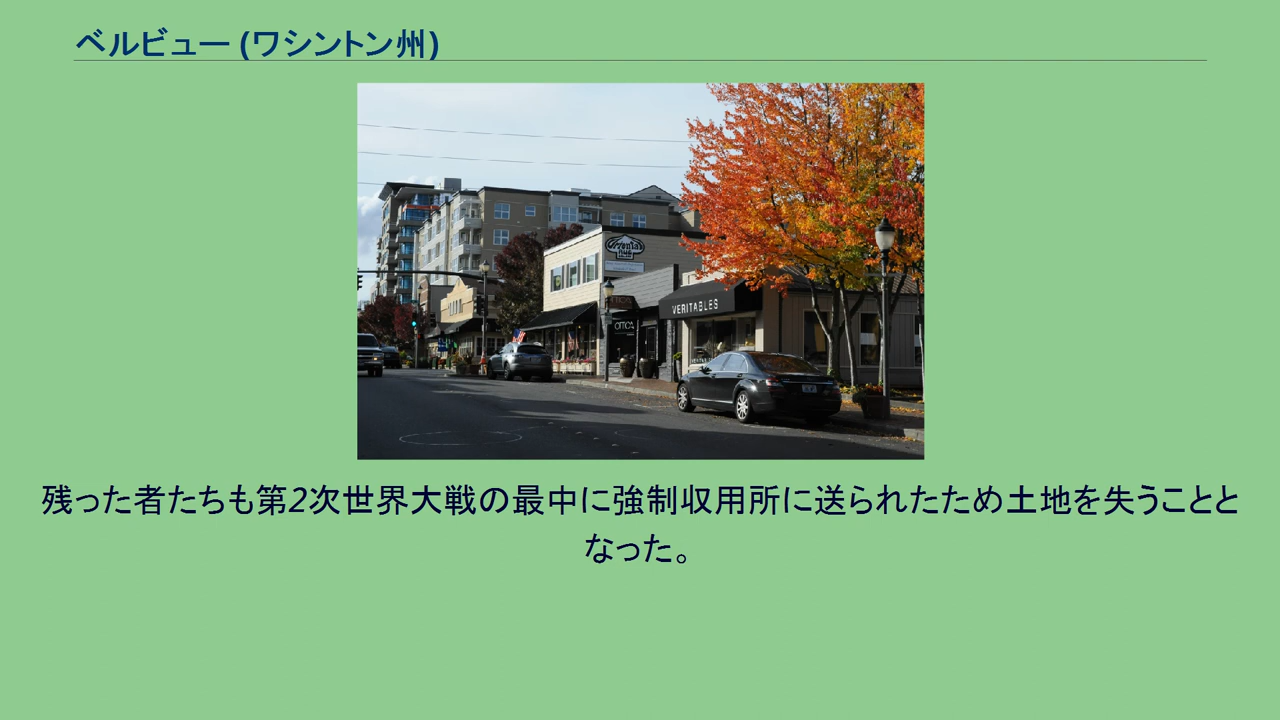 ベルビュー (ワシントン州)
VERITABLES
残った者たちも第2次世界大戦の最中に強制収用所に送られたため土地を失うことと
なった。